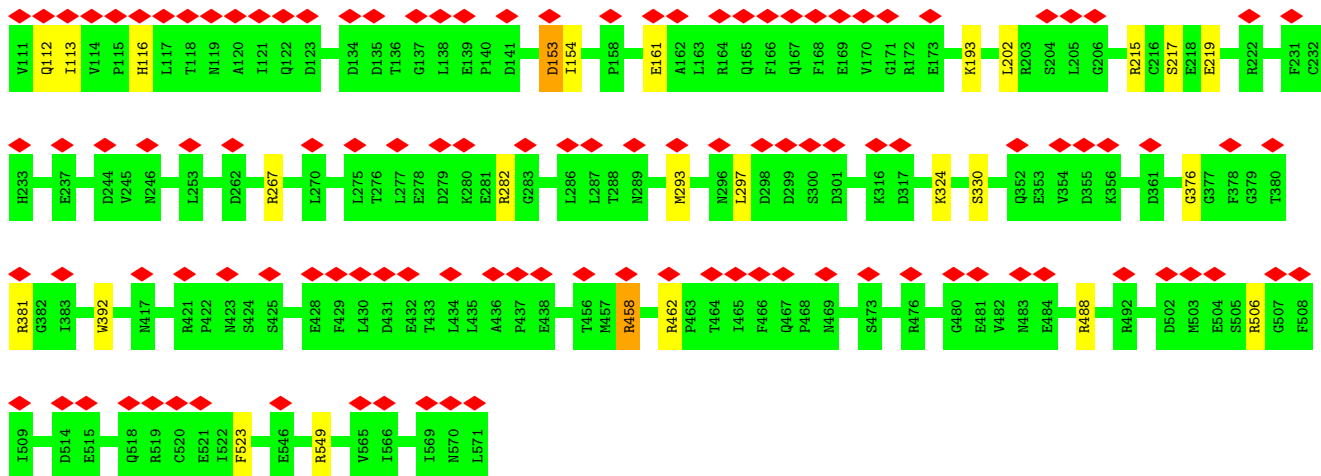 V111 Q112 I113 V114 P115 H116 L117 T118 N119 A120 I121 Q122 D123 D134 D135 T136 G137 L138 E139 P140 D141 D153 I154 P158 E161 A162 L163 R164 Q165 F166 Q167 F168 E169 V170 G171 R172 E173 K193 L202 R203 S204 L205 G206 R215 C216 S217 E218 E219 R222 F231 C232
H233 E237 D244 V245 N246 L253 D262 R267 L270 L275 T276 L277 E278 D279 K280 E281 R282 G283 L286 L287 T288 N289 M293 N296 L297 D298 D299 S300 D301 K316 D317 K324 S330 Q352 E353 V354 D355 K356 D361 G376 G377 F378 G379 T380
R381 G382 I383 W392 N417 R421 P422 N423 S424 S425 E428 F429 L430 D431 E432 T433 L434 L435 A436 P437 E438 T456 M457 R458 R462 P463 T464 I465 F466 Q467 P468 N469 S473 R476 G480 E481 V482 N483 E484 R488 R492 D502 M503 E504 S505 R506 G507 F508
I509 D514 E515 Q518 R519 C520 E521 I522 F523 E546 R549 V565 I566 I569 N570 L571